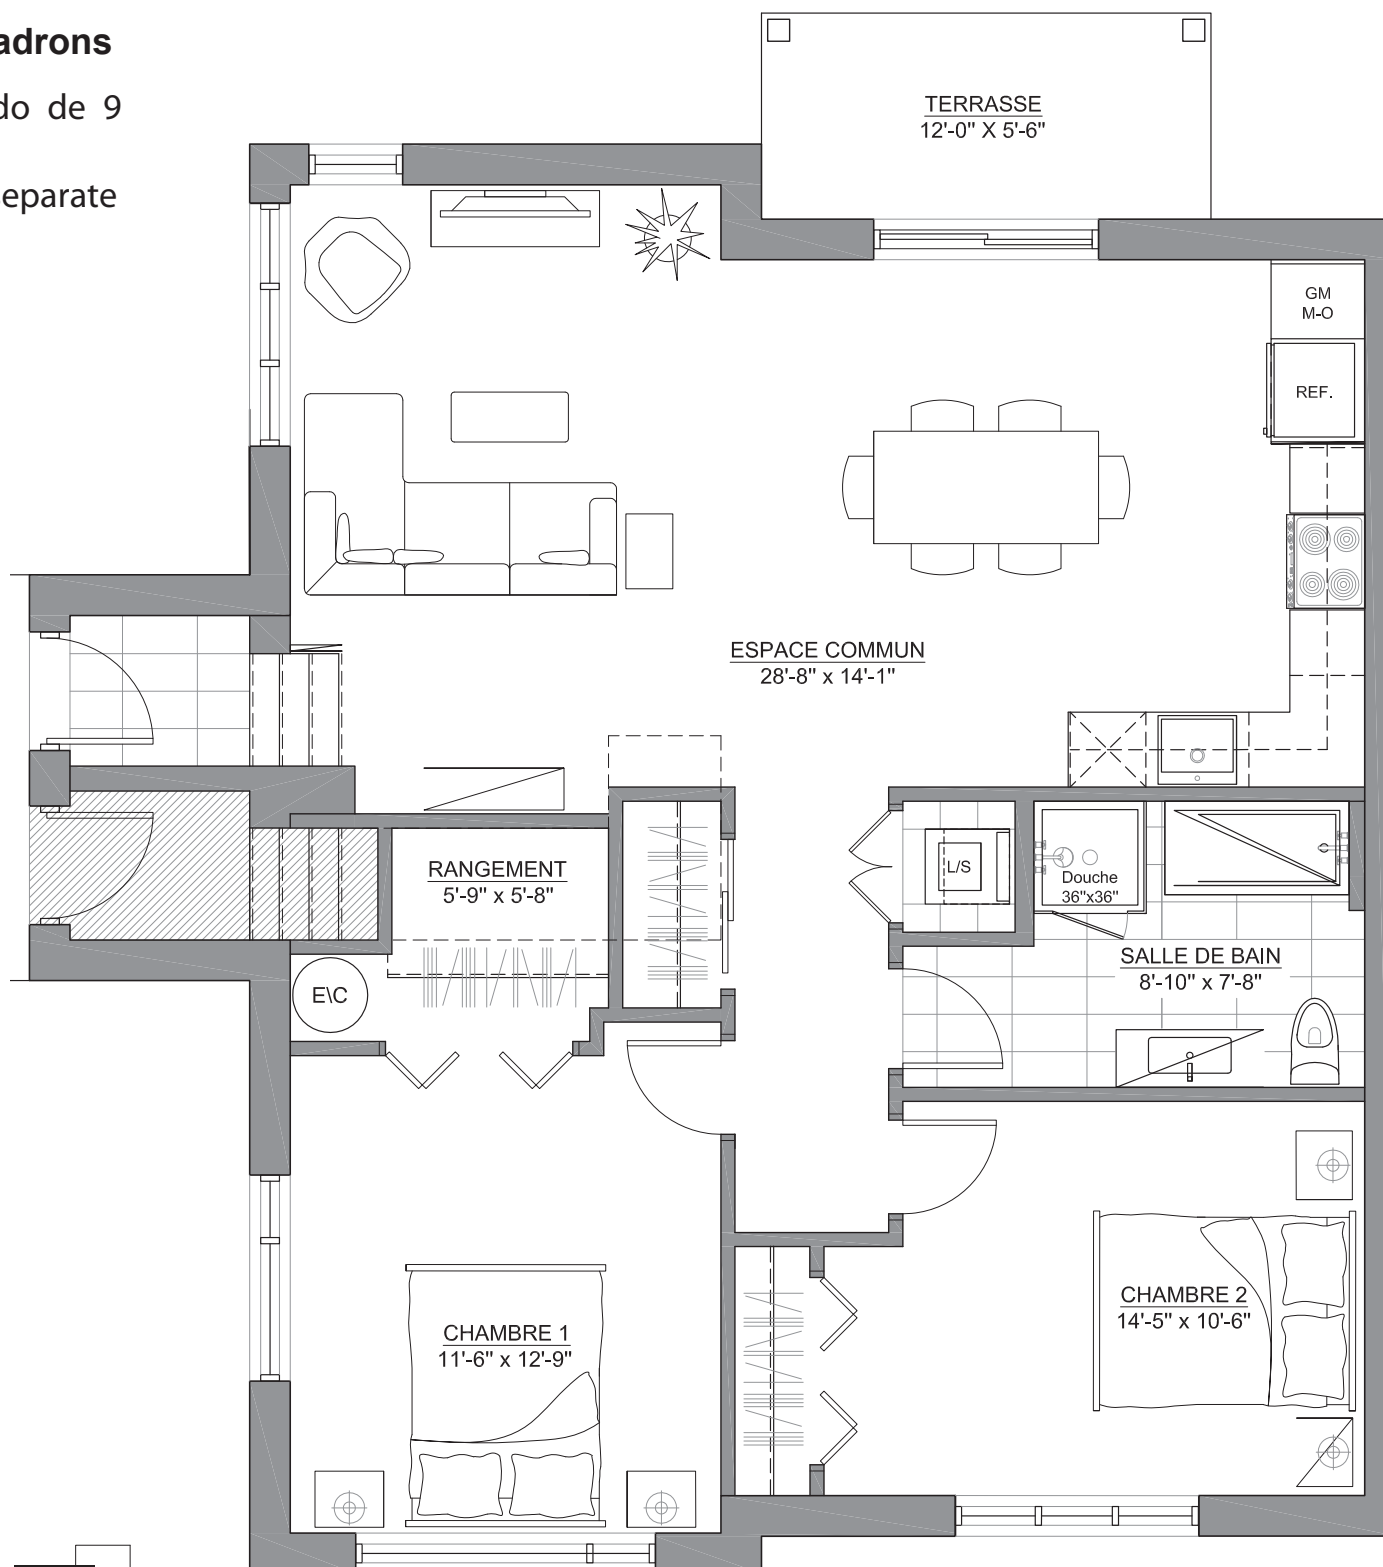 adrons
do de 9
separate
TERRASSE
12'-0" X 5'-6"
GM
M-O
REF.
ESPACE COMMUN
28'-8" x 14'-1"
RANGEMENT
5'-9" x 5'-8"
L/S
Douche
36"x36"
SALLE DE BAIN
8'-10" x 7'-8"
E\C
CHAMBRE 2
14'-5" x 10'-6"
CHAMBRE 1
11'-6" x 12'-9"